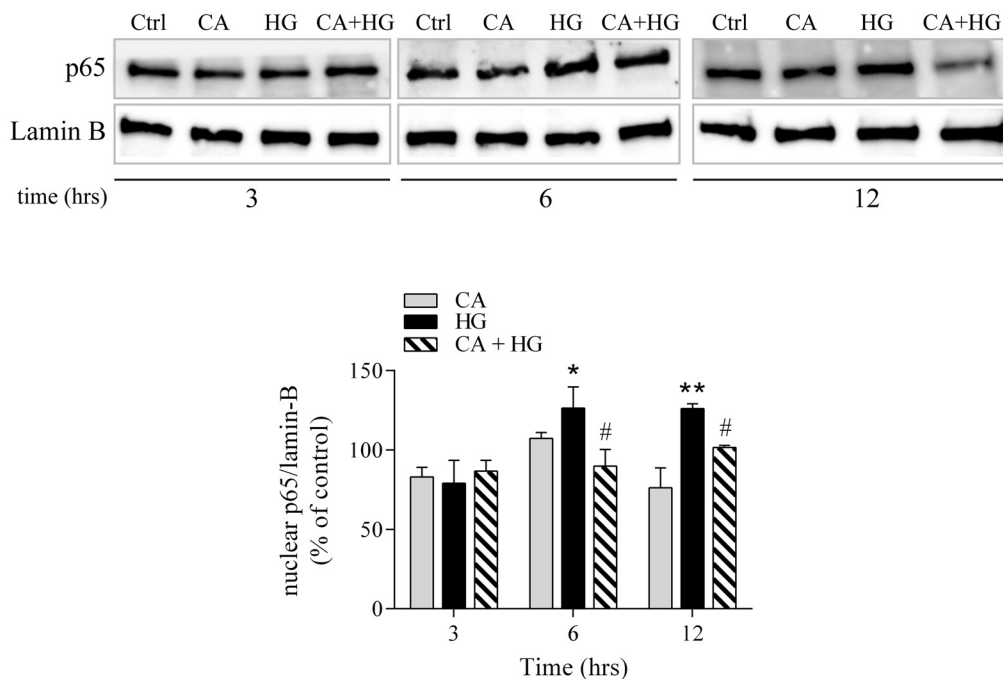 Ctrl CA HG CA+HG Ctrl CA HG CA+HG Ctrl CA HG CA+HG
p65
Lamin B
time (hrs) 3 6 12
CA
HG
CA + HG
nuclear p65/lamin-B
(% of control)
150
100
50
0
* # ** #
3 6 12
Time (hrs)